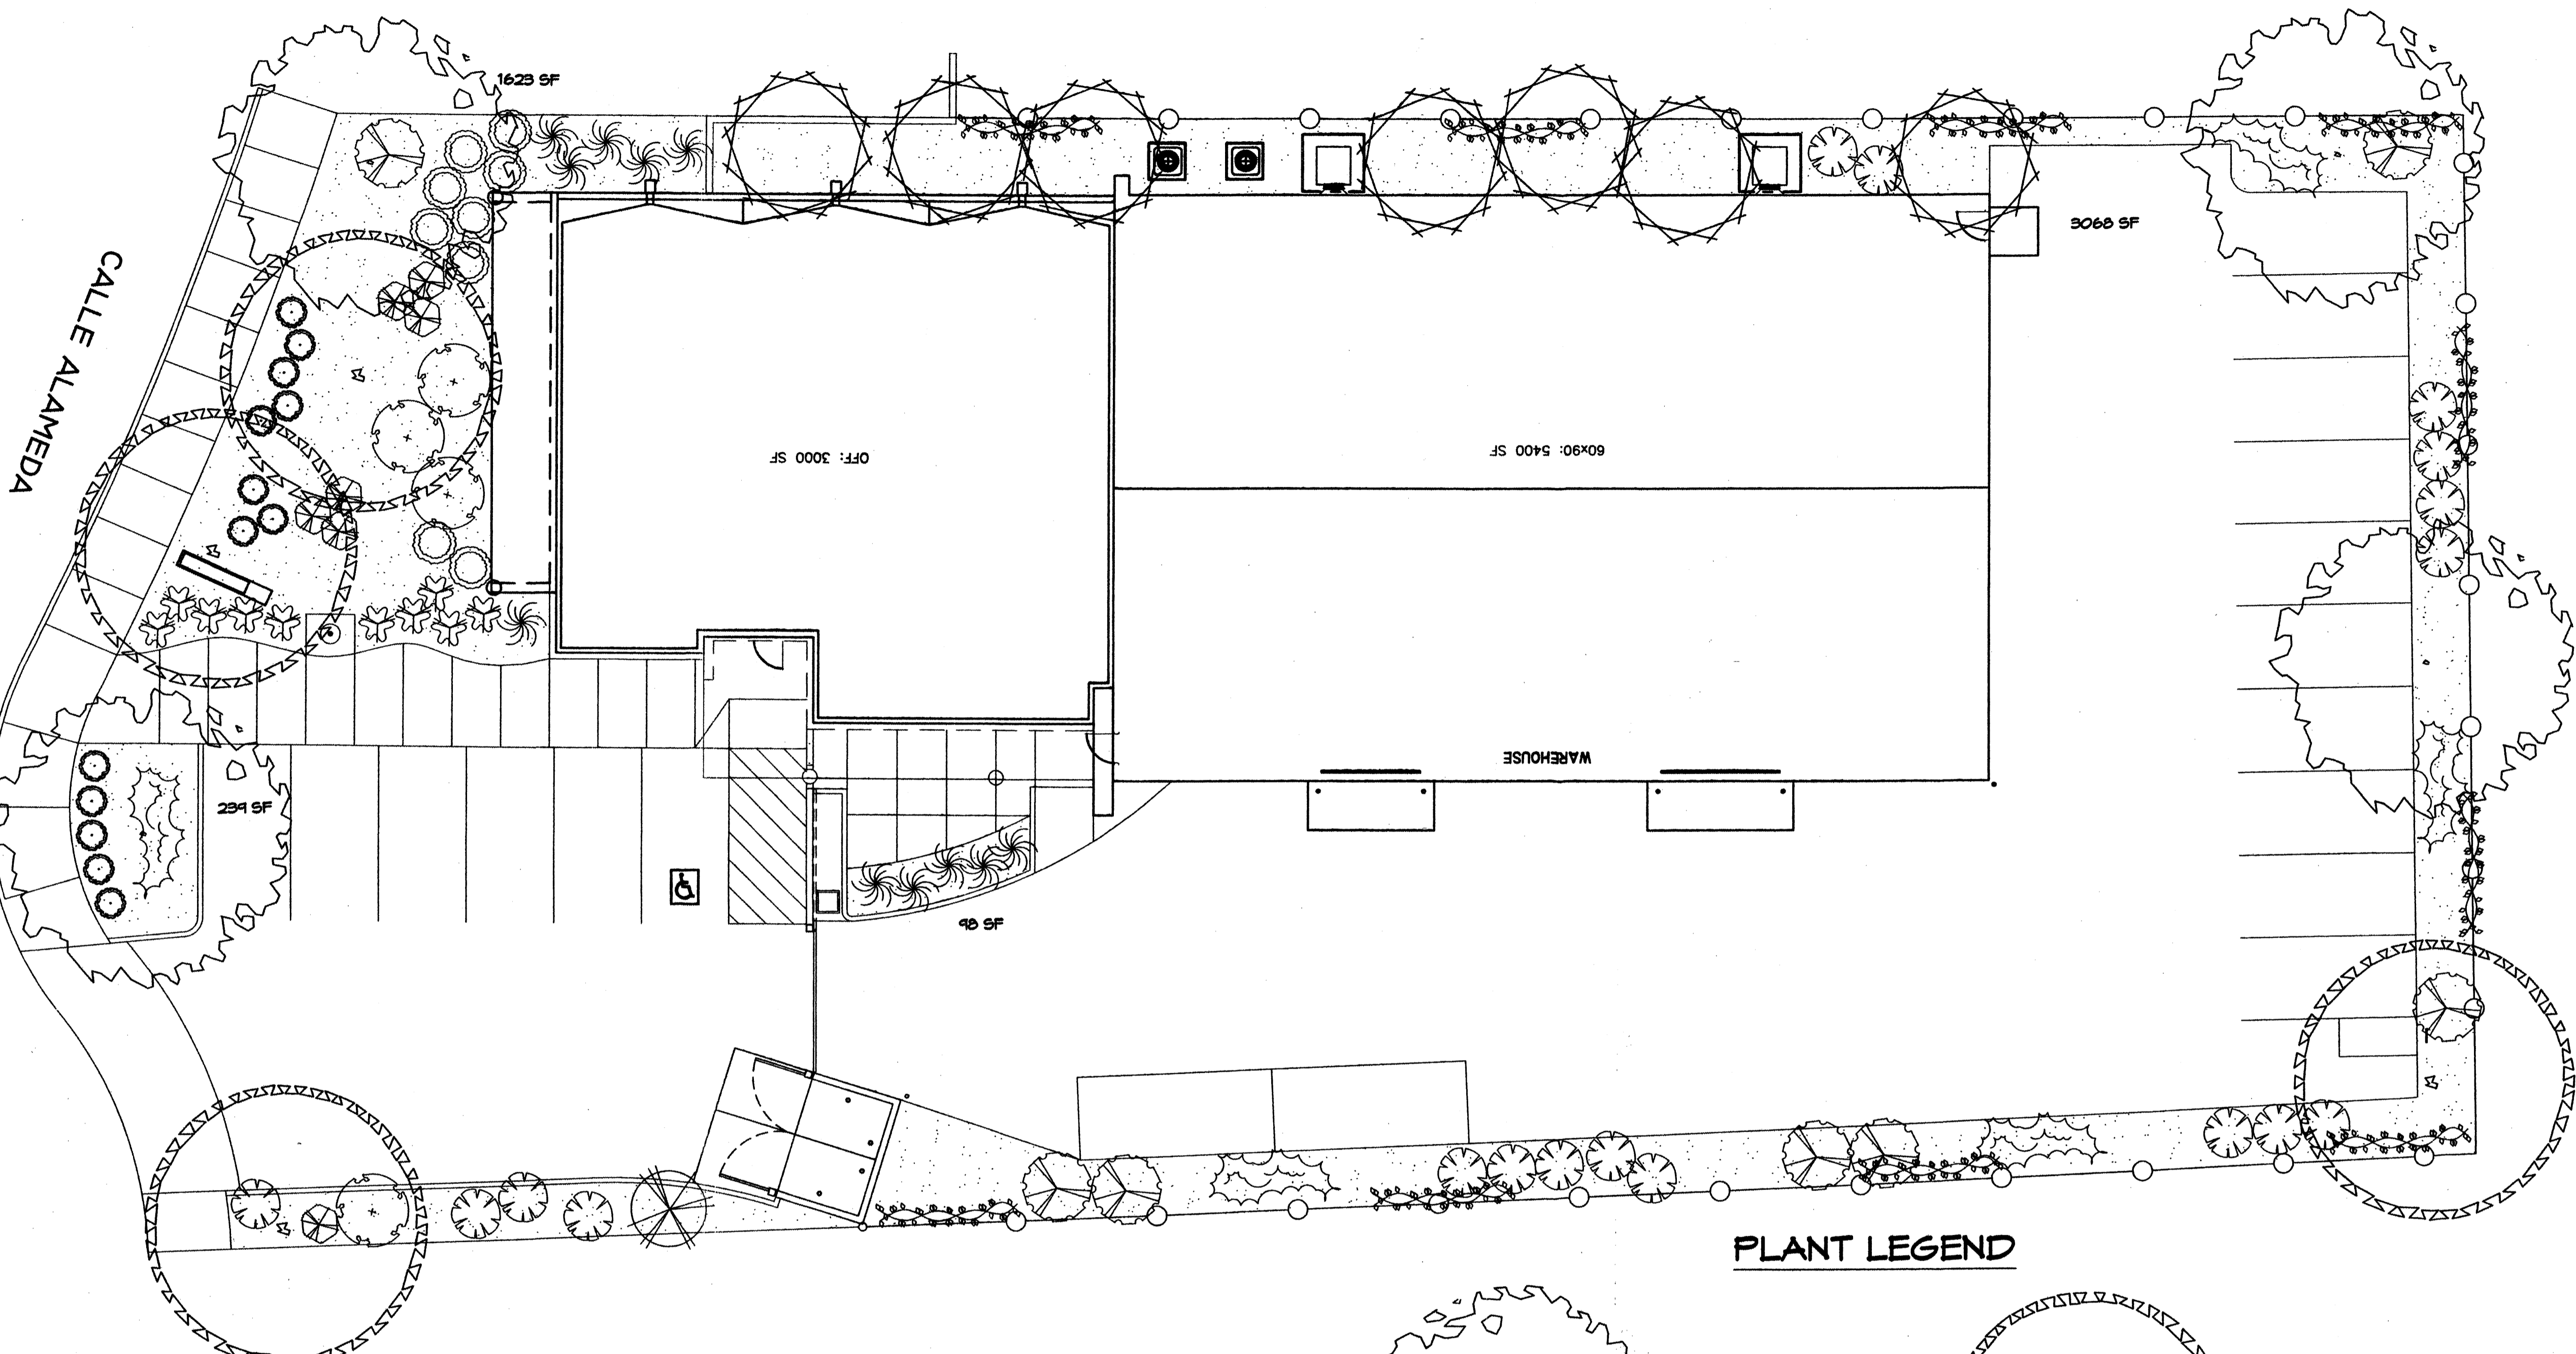 1623 SF
3068 SF
CALLE ALAMEDA
OFF: 3000 SF
60x90: 5400 SF
WAREHOUSE
239 SF
98 SF
PLANT LEGEND